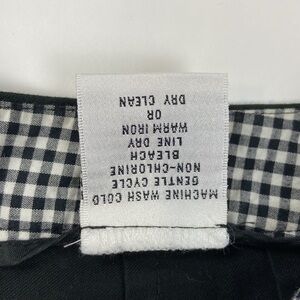 MACHINE WASH COLD
GENTLE CYCLE
NON-CHLORINE
BLEACH
LINE DRY
WARM IRON
OR
DRY CLEAN